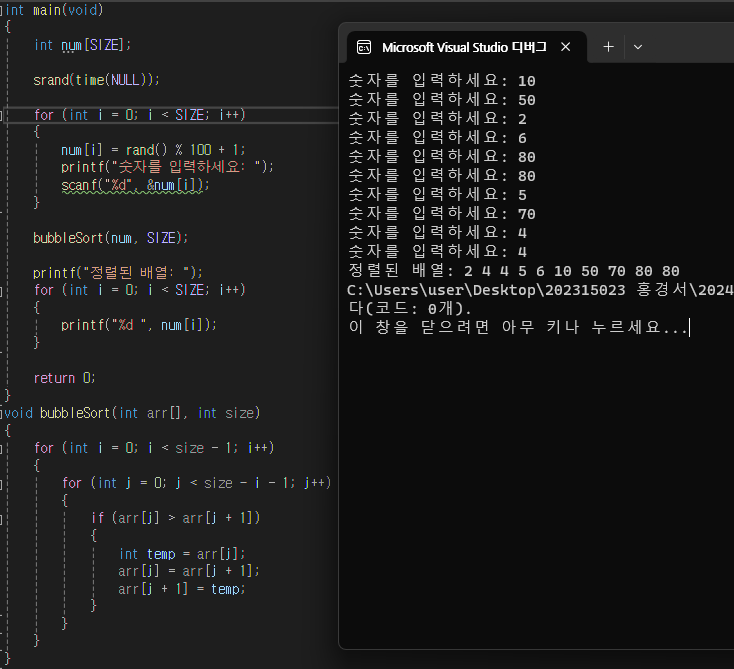 int main(void)
{
int num[SIZE];
srand(time(NULL));
for (int i = 0; i < SIZE; i++)
{
num[i] = rand() % 100 + 1;
printf("숫자를 입력하세요: ");
scanf("%d", &num[i]);
}
bubbleSort(num, SIZE);
printf("정렬된 배열: ");
for (int i = 0; i < SIZE; i++)
{
printf("%d ", num[i]);
}
return 0;
}
void bubbleSort(int arr[], int size)
{
for (int i = 0; i < size - 1; i++)
{
for (int j = 0; j < size - i - 1; j++)
{
if (arr[j] > arr[j + 1])
{
int temp = arr[j];
arr[j] = arr[j + 1];
arr[j + 1] = temp;
}
}
}
}
Microsoft Visual Studio 디버그
숫자를 입력하세요: 10
숫자를 입력하세요: 50
숫자를 입력하세요: 2
숫자를 입력하세요: 6
숫자를 입력하세요: 80
숫자를 입력하세요: 80
숫자를 입력하세요: 5
숫자를 입력하세요: 70
숫자를 입력하세요: 4
숫자를 입력하세요: 4
정렬된 배열: 2 4 4 5 6 10 50 70 80 80
C:\Users\user\Desktop\202315023 홍경서\2024
다(코드: 0개).
이 창을 닫으려면 아무 키나 누르세요...